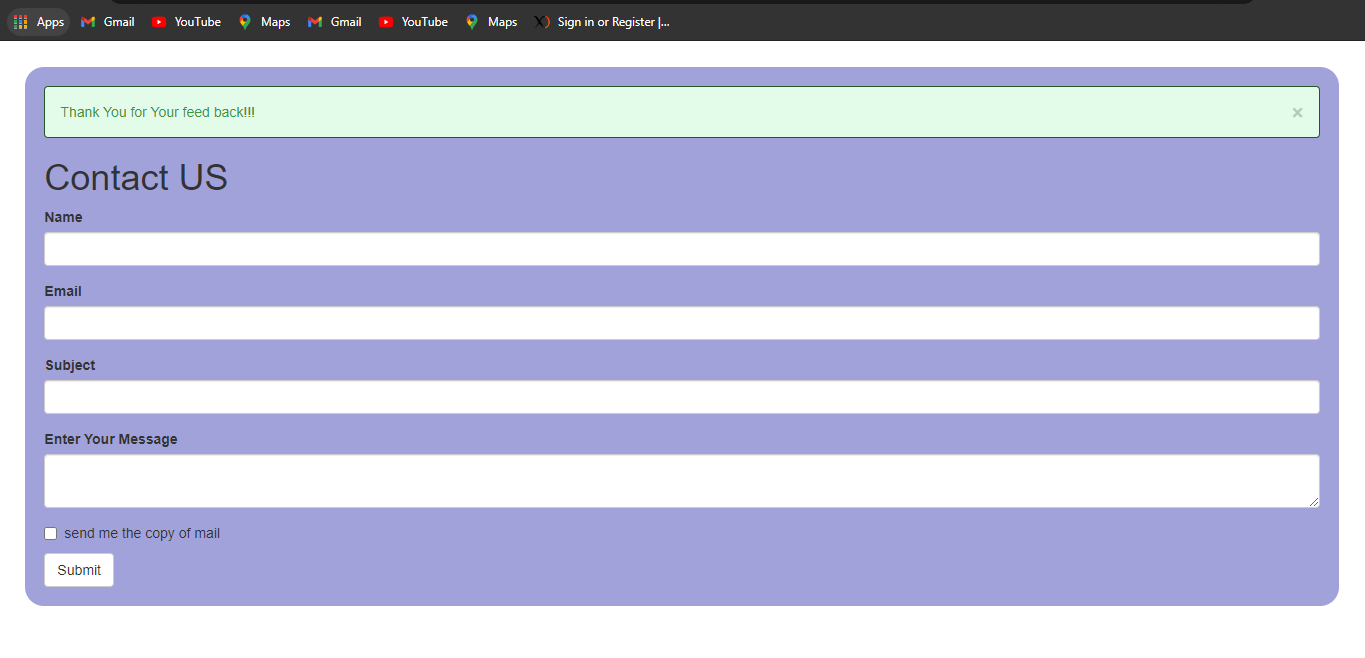 Apps Gmail YouTube Maps Gmail YouTube Maps Sign in or Register |...
Thank You for Your feed back!!! ×
Contact US
Name
Email
Subject
Enter Your Message
send me the copy of mail
Submit